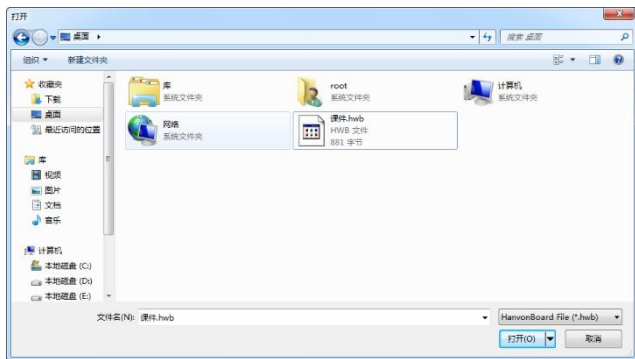 打开
桌面
搜索 桌面
组织 新建文件夹
收藏夹
下载
桌面
最近访问的位置
库
视频
图片
文档
音乐
计算机
本地磁盘 (C:)
本地磁盘 (D:)
本地磁盘 (E:)
库
系统文件夹
root
系统文件夹
计算机
系统文件夹
网络
系统文件夹
课件.hwb
HWB 文件
881 字节
文件名(N): 课件.hwb
HanvonBoard File (*.hwb)
打开(O) 取消